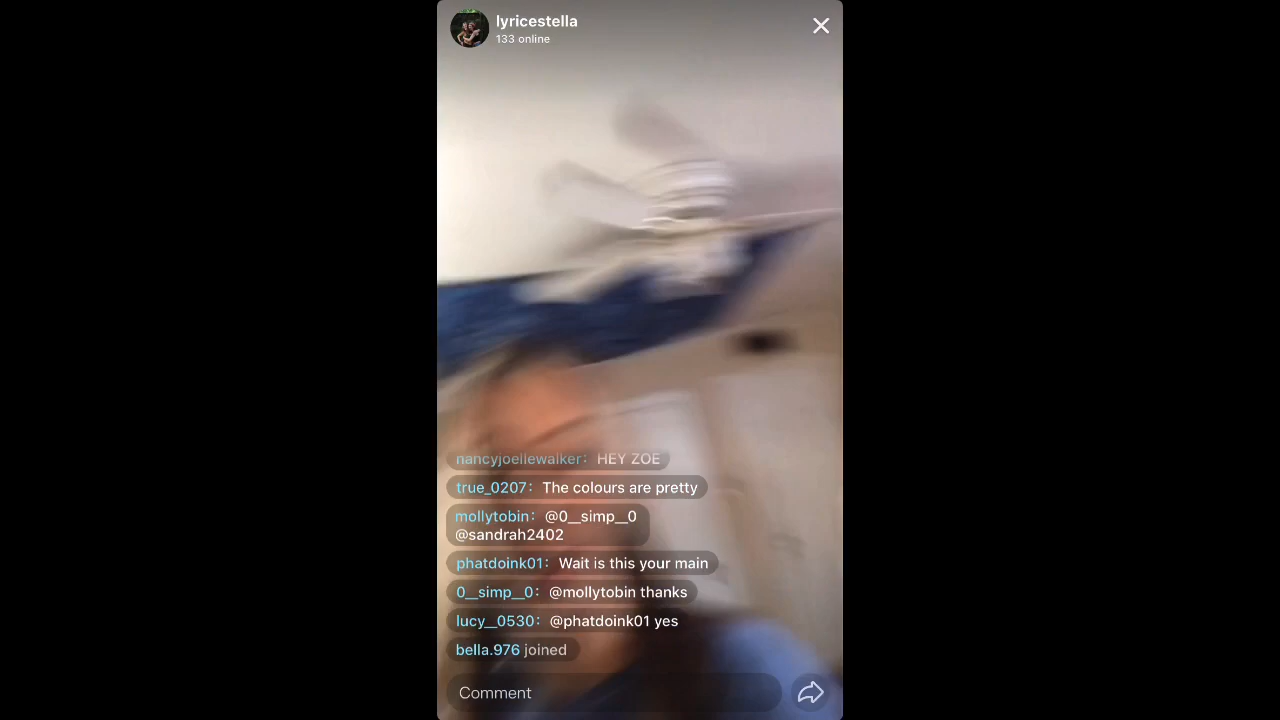 lyricestella
133 online
nancyjoellewalker: HEY ZOE
true_0207: The colours are pretty
mollytobin: @0__simp__0
@sandrah2402
phatdoink01: Wait is this your main
0__simp__0: @mollytobin thanks
lucy__0530: @phatdoink01 yes
bella.976 joined
Comment